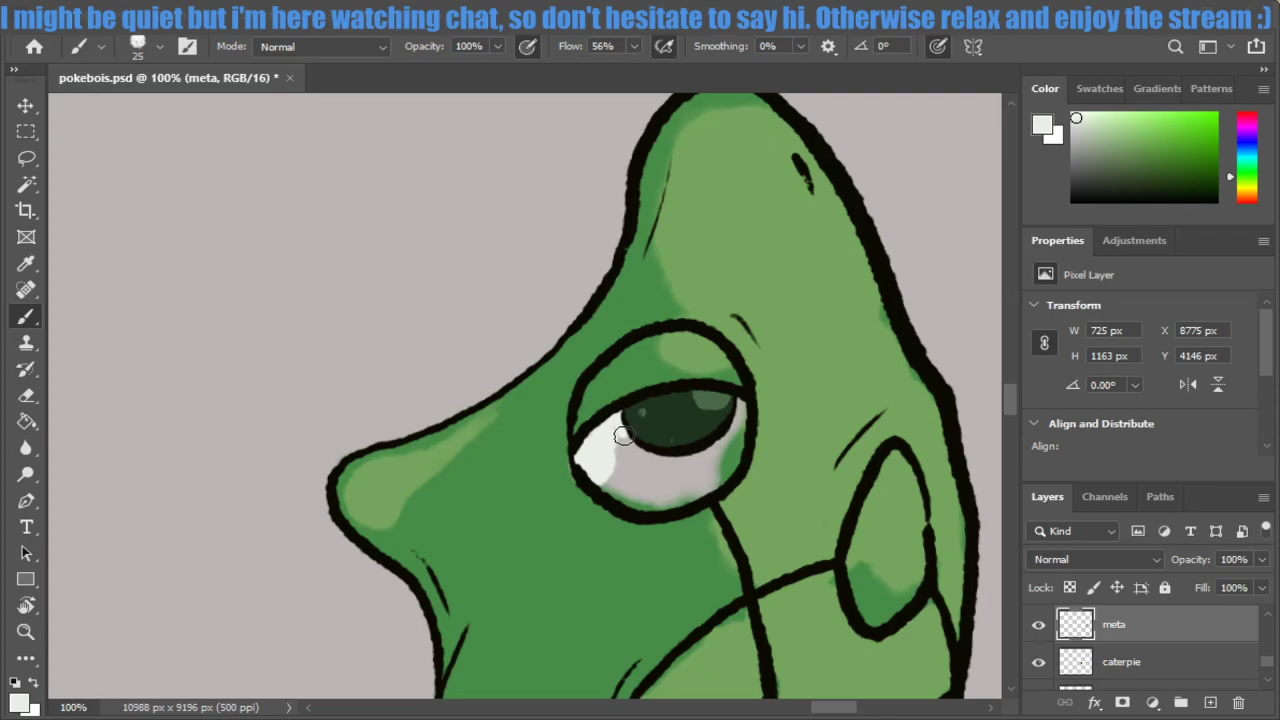 I might be quiet but i'm here watching chat, so don't hesitate to say hi. Otherwise relax and enjoy the stream ;)
25 Mode: Normal Opacity: 100% Flow: 56% Smoothing: 0% 0°
pokebois.psd @ 100% (meta, RGB/16) *
Color Swatches Gradients Patterns
Properties Adjustments
Pixel Layer
Transform
W 725 px X 8775 px
H 1163 px Y 4146 px
0.00°
Align and Distribute
Align:
Layers Channels Paths
Kind
Normal Opacity: 100%
Lock: Fill: 100%
meta
caterpie
100% 10988 px x 9196 px (500 ppi)